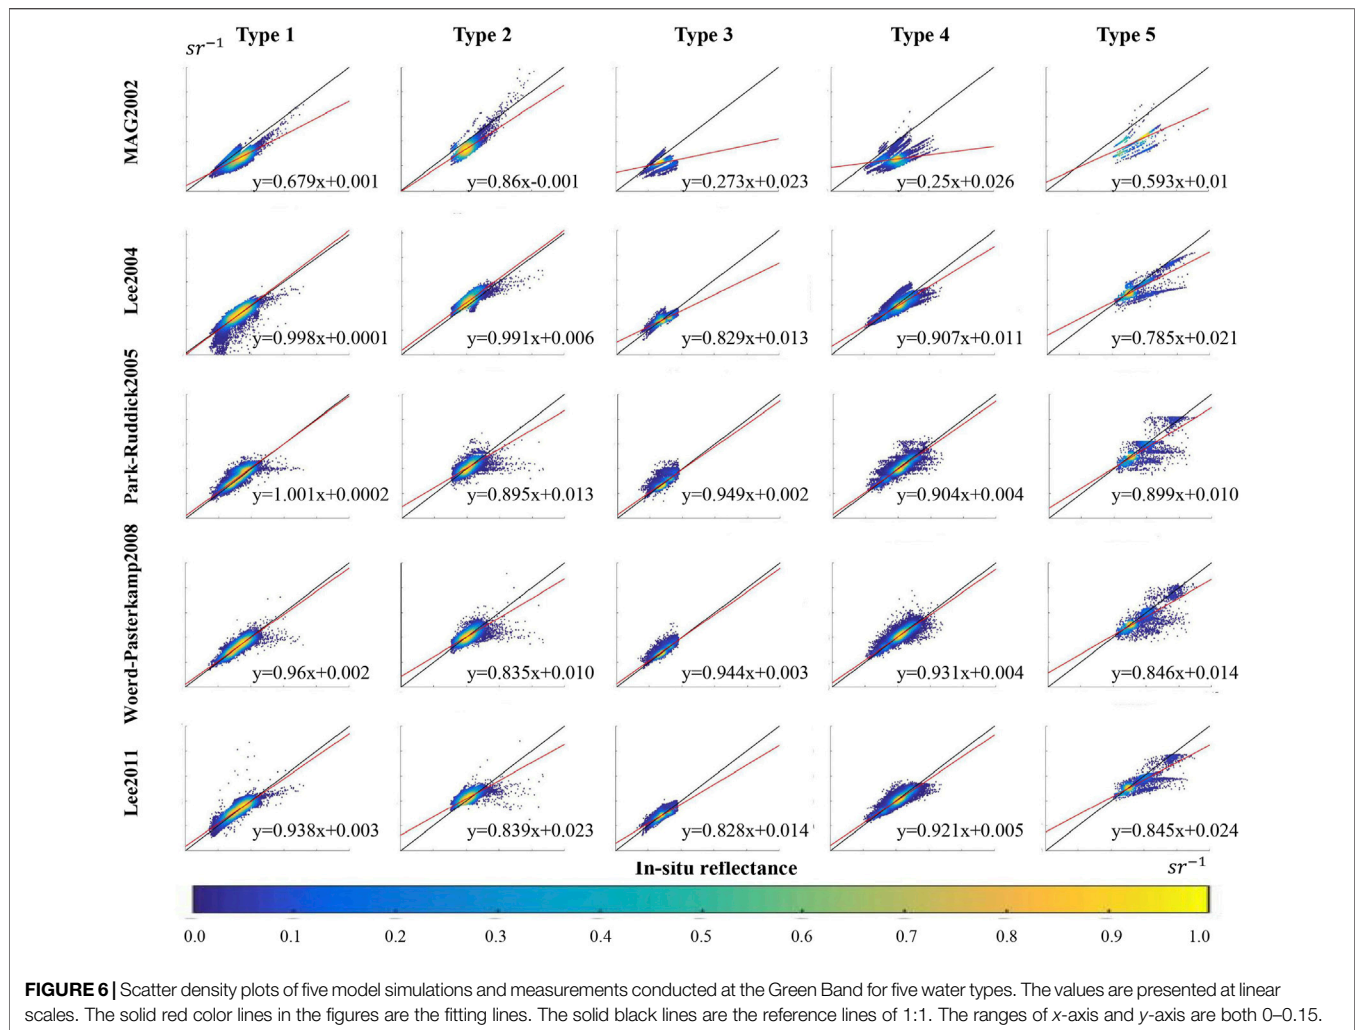 Type 1 Type 2 Type 3 Type 4 Type 5
sr⁻¹
MAG2002
y=0.679x+0.001 y=0.86x-0.001 y=0.273x+0.023 y=0.25x+0.026 y=0.593x+0.01
Lee2004
y=0.998x+0.0001 y=0.991x+0.006 y=0.829x+0.013 y=0.907x+0.011 y=0.785x+0.021
Park-Ruddick2005
y=1.001x+0.0002 y=0.895x+0.013 y=0.949x+0.002 y=0.904x+0.004 y=0.899x+0.010
Woerd-Pasterkamp2008
y=0.96x+0.002 y=0.835x+0.010 y=0.944x+0.003 y=0.931x+0.004 y=0.846x+0.014
Lee2011
y=0.938x+0.003 y=0.839x+0.023 y=0.828x+0.014 y=0.921x+0.005 y=0.845x+0.024
In-situ reflectance sr⁻¹
0.0 0.1 0.2 0.3 0.4 0.5 0.6 0.7 0.8 0.9 1.0
FIGURE 6 | Scatter density plots of five model simulations and measurements conducted at the Green Band for five water types. The values are presented at linear
scales. The solid red color lines in the figures are the fitting lines. The solid black lines are the reference lines of 1:1. The ranges of x-axis and y-axis are both 0–0.15.